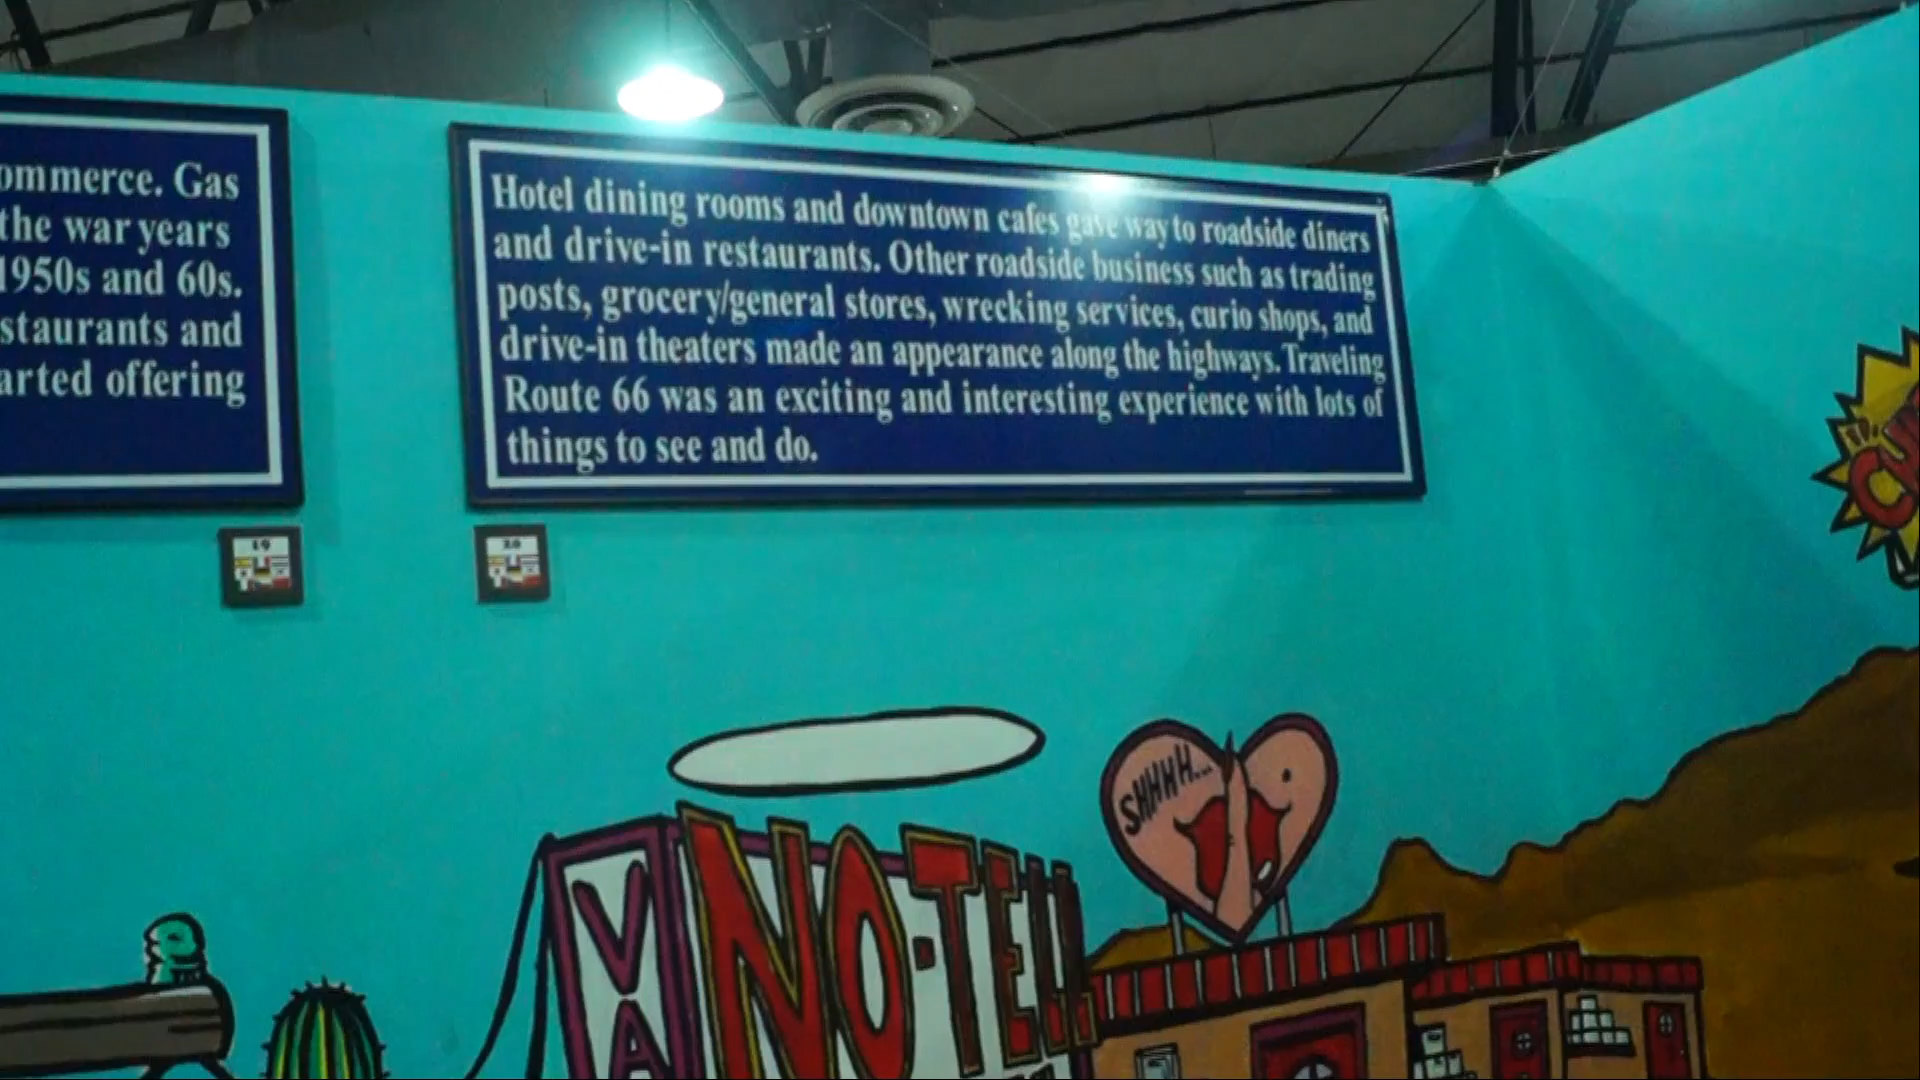 ommerce. Gas
the war years
1950s and 60s.
staurants and
arted offering
Hotel dining rooms and downtown cafes gave way to roadside diners
and drive-in restaurants. Other roadside business such as trading
posts, grocery/general stores, wrecking services, curio shops, and
drive-in theaters made an appearance along the highways. Traveling
Route 66 was an exciting and interesting experience with lots of
things to see and do.
19
20
SHHHH...
NO-TELL
VA